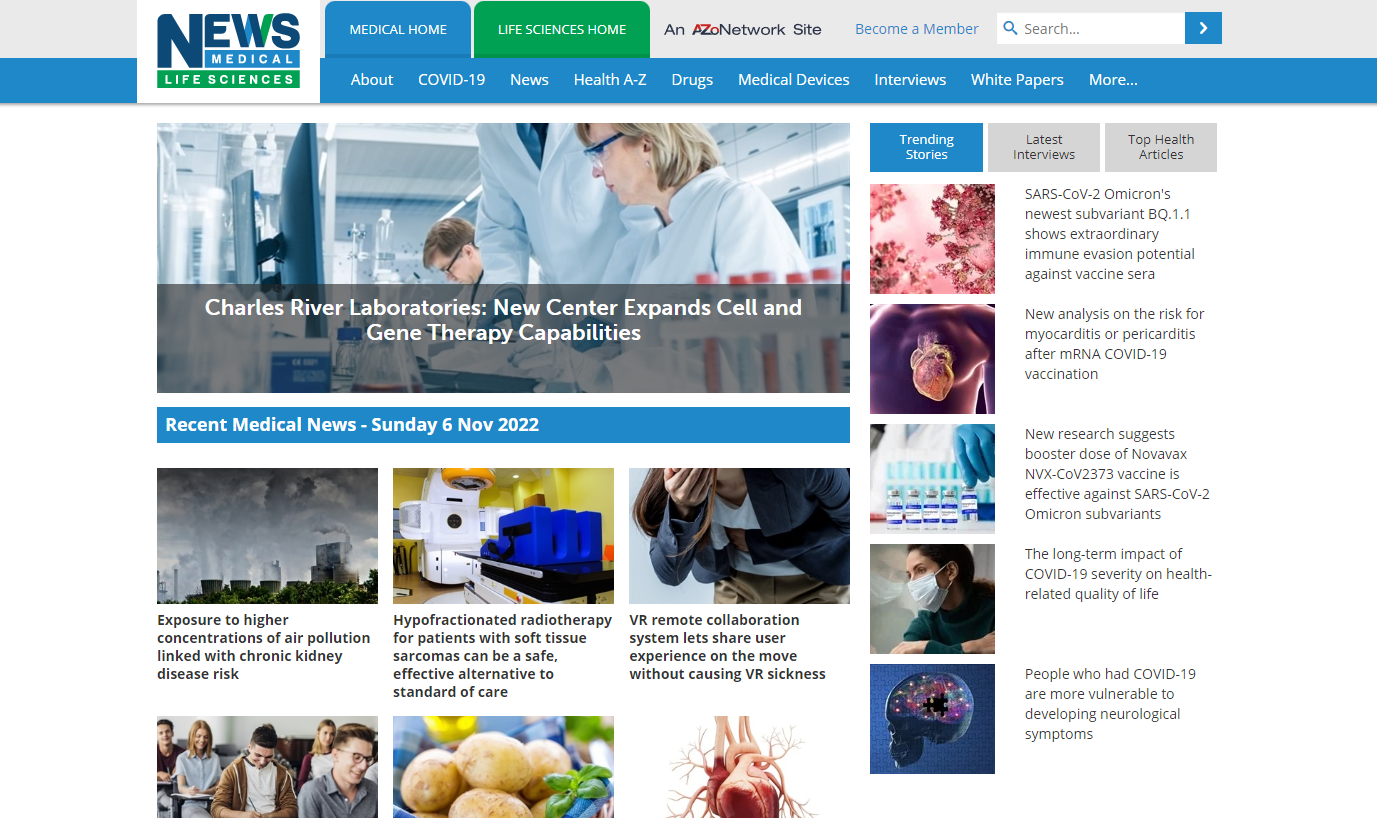 NEWS
MEDICAL
LIFE SCIENCES
MEDICAL HOME
LIFE SCIENCES HOME
An AZoNetwork Site
Become a Member
Search...
About
COVID-19
News
Health A-Z
Drugs
Medical Devices
Interviews
White Papers
More...
Charles River Laboratories: New Center Expands Cell and
Gene Therapy Capabilities
Recent Medical News - Sunday 6 Nov 2022
Exposure to higher
concentrations of air pollution
linked with chronic kidney
disease risk
Hypofractionated radiotherapy
for patients with soft tissue
sarcomas can be a safe,
effective alternative to
standard of care
VR remote collaboration
system lets share user
experience on the move
without causing VR sickness
Trending
Stories
Latest
Interviews
Top Health
Articles
SARS-CoV-2 Omicron's
newest subvariant BQ.1.1
shows extraordinary
immune evasion potential
against vaccine sera
New analysis on the risk for
myocarditis or pericarditis
after mRNA COVID-19
vaccination
New research suggests
booster dose of Novavax
NVX-CoV2373 vaccine is
effective against SARS-CoV-2
Omicron subvariants
The long-term impact of
COVID-19 severity on health-
related quality of life
People who had COVID-19
are more vulnerable to
developing neurological
symptoms